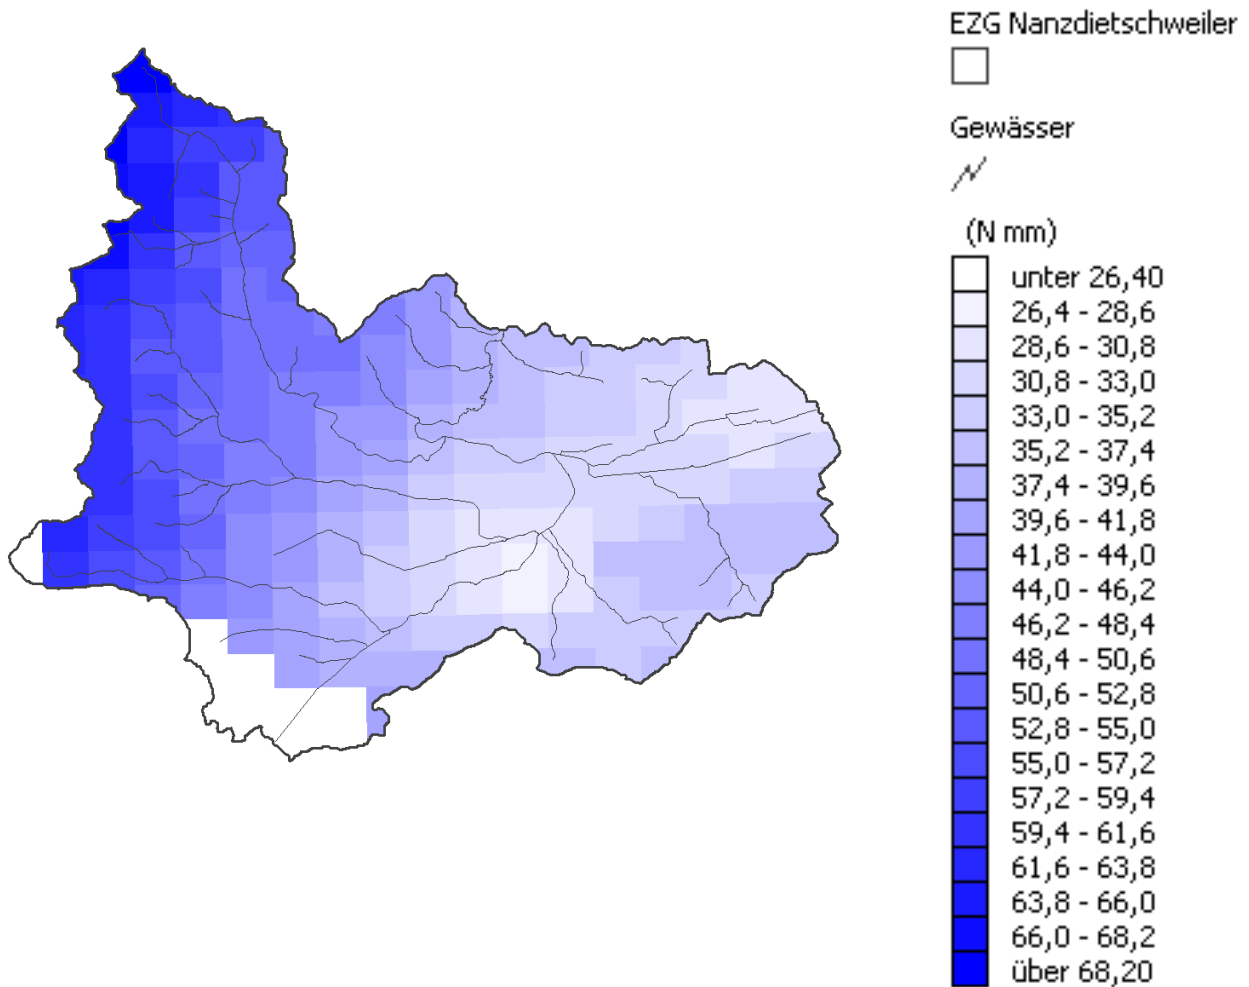 EZG Nanzdietschweiler
Gewässer
(N mm)
unter 26,40
26,4 - 28,6
28,6 - 30,8
30,8 - 33,0
33,0 - 35,2
35,2 - 37,4
37,4 - 39,6
39,6 - 41,8
41,8 - 44,0
44,0 - 46,2
46,2 - 48,4
48,4 - 50,6
50,6 - 52,8
52,8 - 55,0
55,0 - 57,2
57,2 - 59,4
59,4 - 61,6
61,6 - 63,8
63,8 - 66,0
66,0 - 68,2
über 68,20